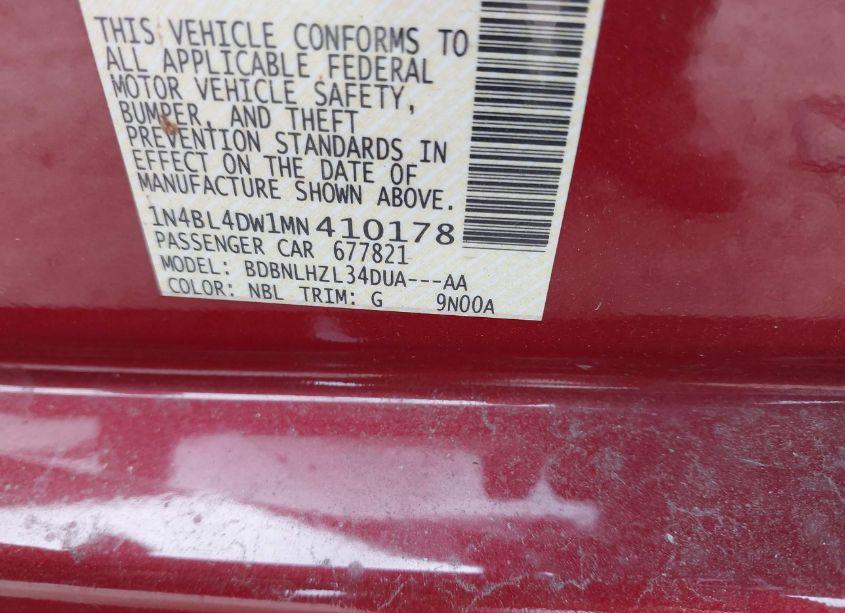 THIS VEHICLE CONFORMS TO
ALL APPLICABLE FEDERAL
MOTOR VEHICLE SAFETY,
BUMPER, AND THEFT
PREVENTION STANDARDS IN
EFFECT ON THE DATE OF
MANUFACTURE SHOWN ABOVE.
1N4BL4DW1MN410178
PASSENGER CAR 677821
MODEL: BDBNLHZL34DUA---AA
COLOR: NBL TRIM: G 9N00A